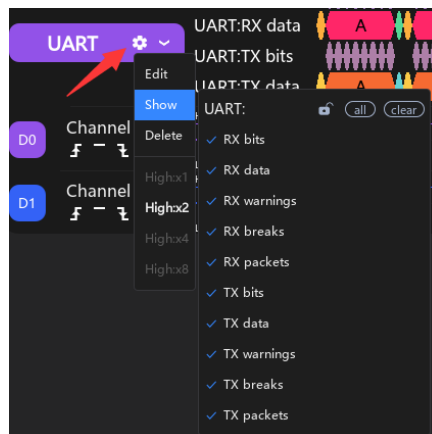 UART
UART:RX data
A
UART:TX bits
UART:TX data
A
Edit
Show
Delete
High:x1
High:x2
High:x4
High:x8
D0
Channel
D1
Channel
UART:
all
clear
RX bits
RX data
RX warnings
RX breaks
RX packets
TX bits
TX data
TX warnings
TX breaks
TX packets